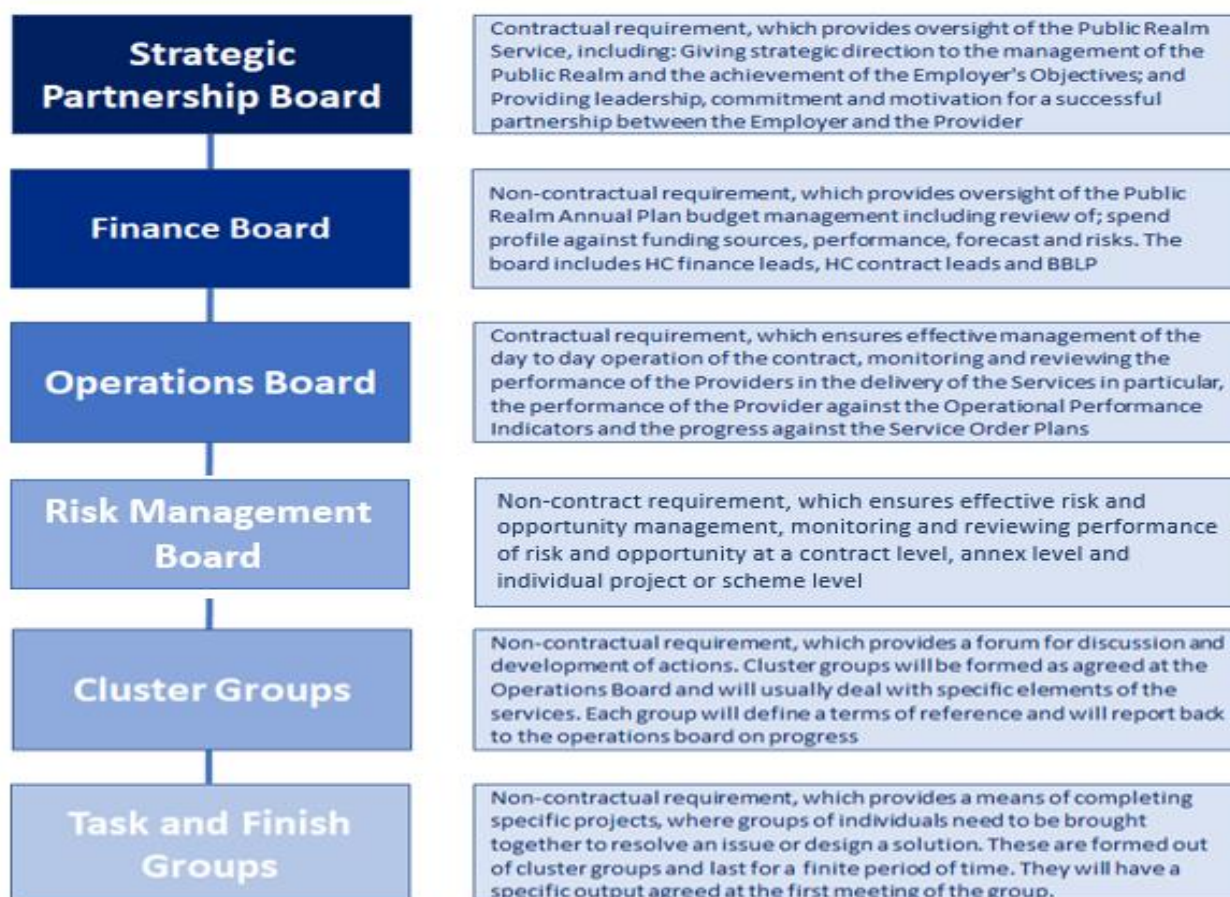 Strategic
Partnership Board
Contractual requirement, which provides oversight of the Public Realm
Service, including: Giving strategic direction to the management of the
Public Realm and the achievement of the Employer's Objectives; and
Providing leadership, commitment and motivation for a successful
partnership between the Employer and the Provider
Finance Board
Non-contractual requirement, which provides oversight of the Public
Realm Annual Plan budget management including review of; spend
profile against funding sources, performance, forecast and risks. The
board includes HC finance leads, HC contract leads and BBLP
Operations Board
Contractual requirement, which ensures effective management of the
day to day operation of the contract, monitoring and reviewing the
performance of the Providers in the delivery of the Services in particular,
the performance of the Provider against the Operational Performance
Indicators and the progress against the Service Order Plans
Risk Management
Board
Non-contract requirement, which ensures effective risk and
opportunity management, monitoring and reviewing performance
of risk and opportunity at a contract level, annex level and
individual project or scheme level
Cluster Groups
Non-contractual requirement, which provides a forum for discussion and
development of actions. Cluster groups will be formed as agreed at the
Operations Board and will usually deal with specific elements of the
services. Each group will define a terms of reference and will report back
to the operations board on progress
Task and Finish
Groups
Non-contractual requirement, which provides a means of completing
specific projects, where groups of individuals need to be brought
together to resolve an issue or design a solution. These are formed out
of cluster groups and last for a finite period of time. They will have a
specific output agreed at the first meeting of the group.